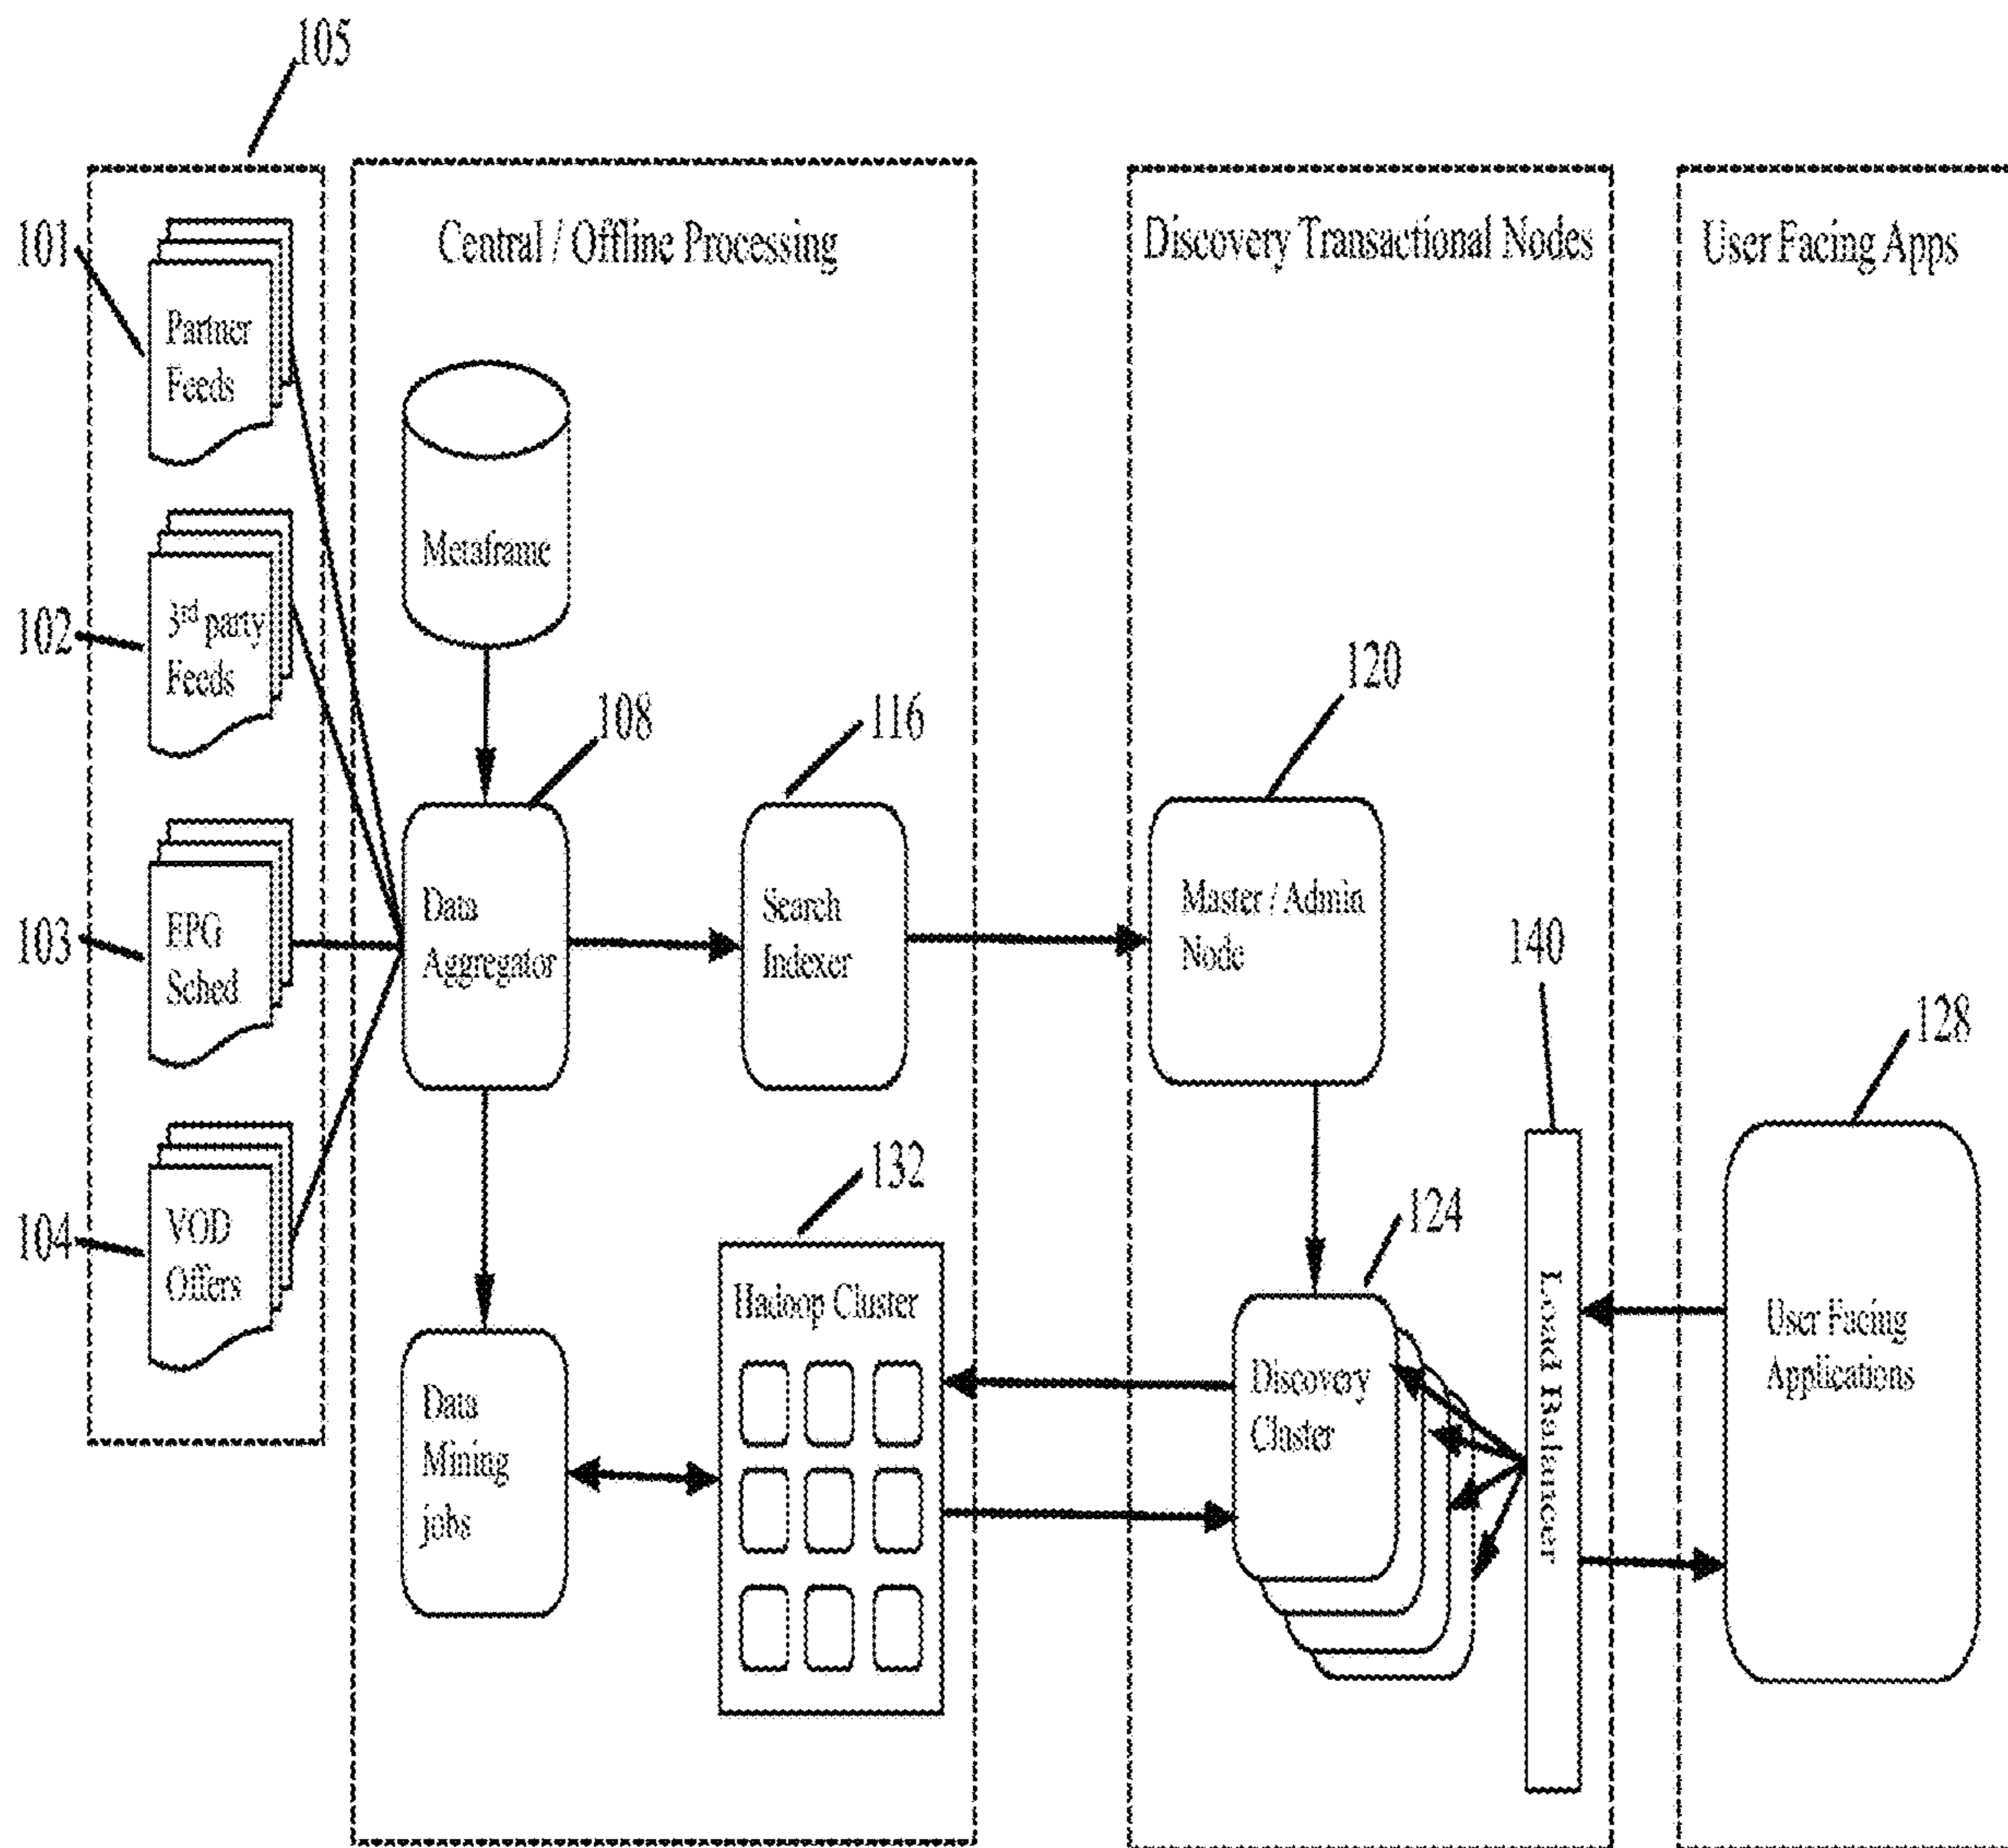 105
Central / Offline Processing
Discovery Transactional Nodes
User Facing Apps
101
Partner
Feeds
Metaframe
102
3rd party
Feeds
108
116
120
103
EPG
Sched
Data
Aggregator
Search
Indexer
Master / Admin
Node
140
128
104
VOD
Offers
132
124
Hadoop Cluster
Data
Mining
jobs
Discovery
Cluster
Load Balancer
User Facing
Applications